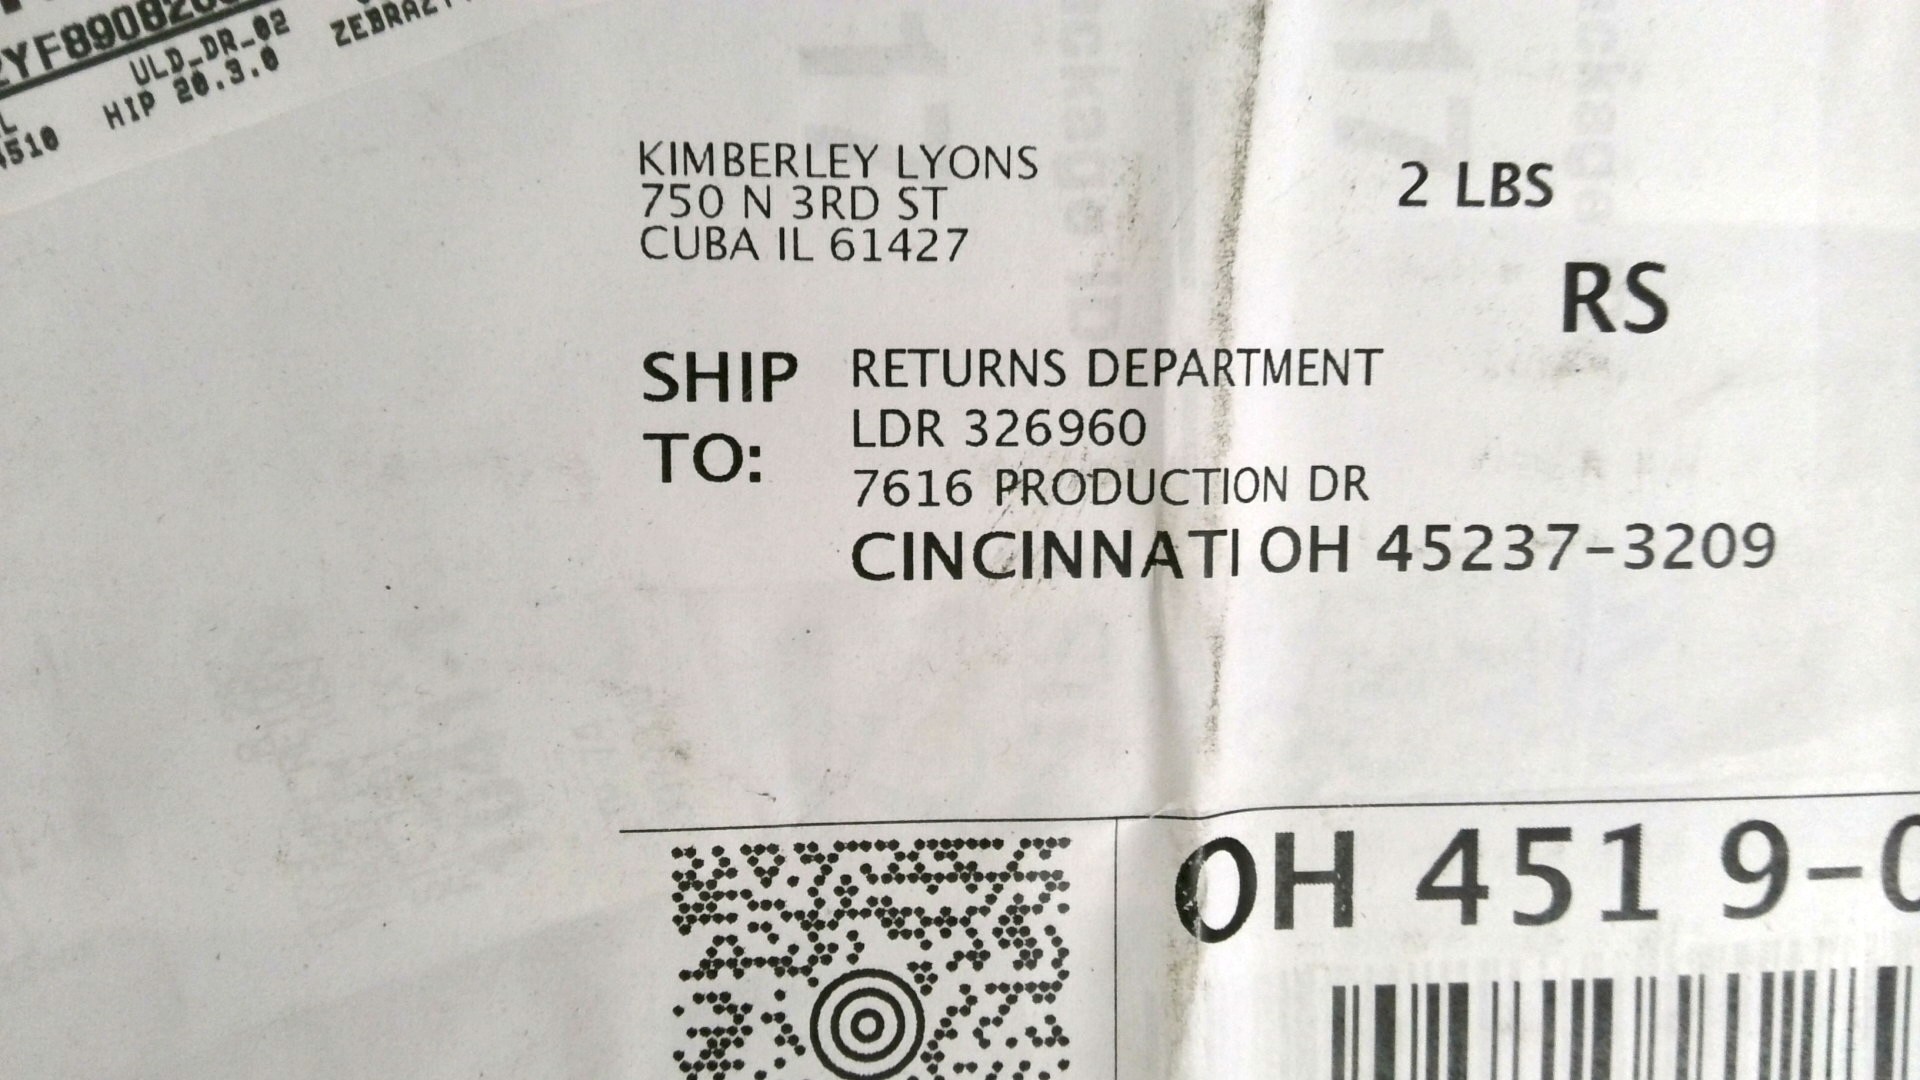 ULD_DR_02
HIP 20.3.0
4510
KIMBERLEY LYONS
750 N 3RD ST
CUBA IL 61427
2 LBS
RS
SHIP TO:
RETURNS DEPARTMENT
LDR 326960
7616 PRODUCTION DR
CINCINNATI OH 45237-3209
OH 451 9-0